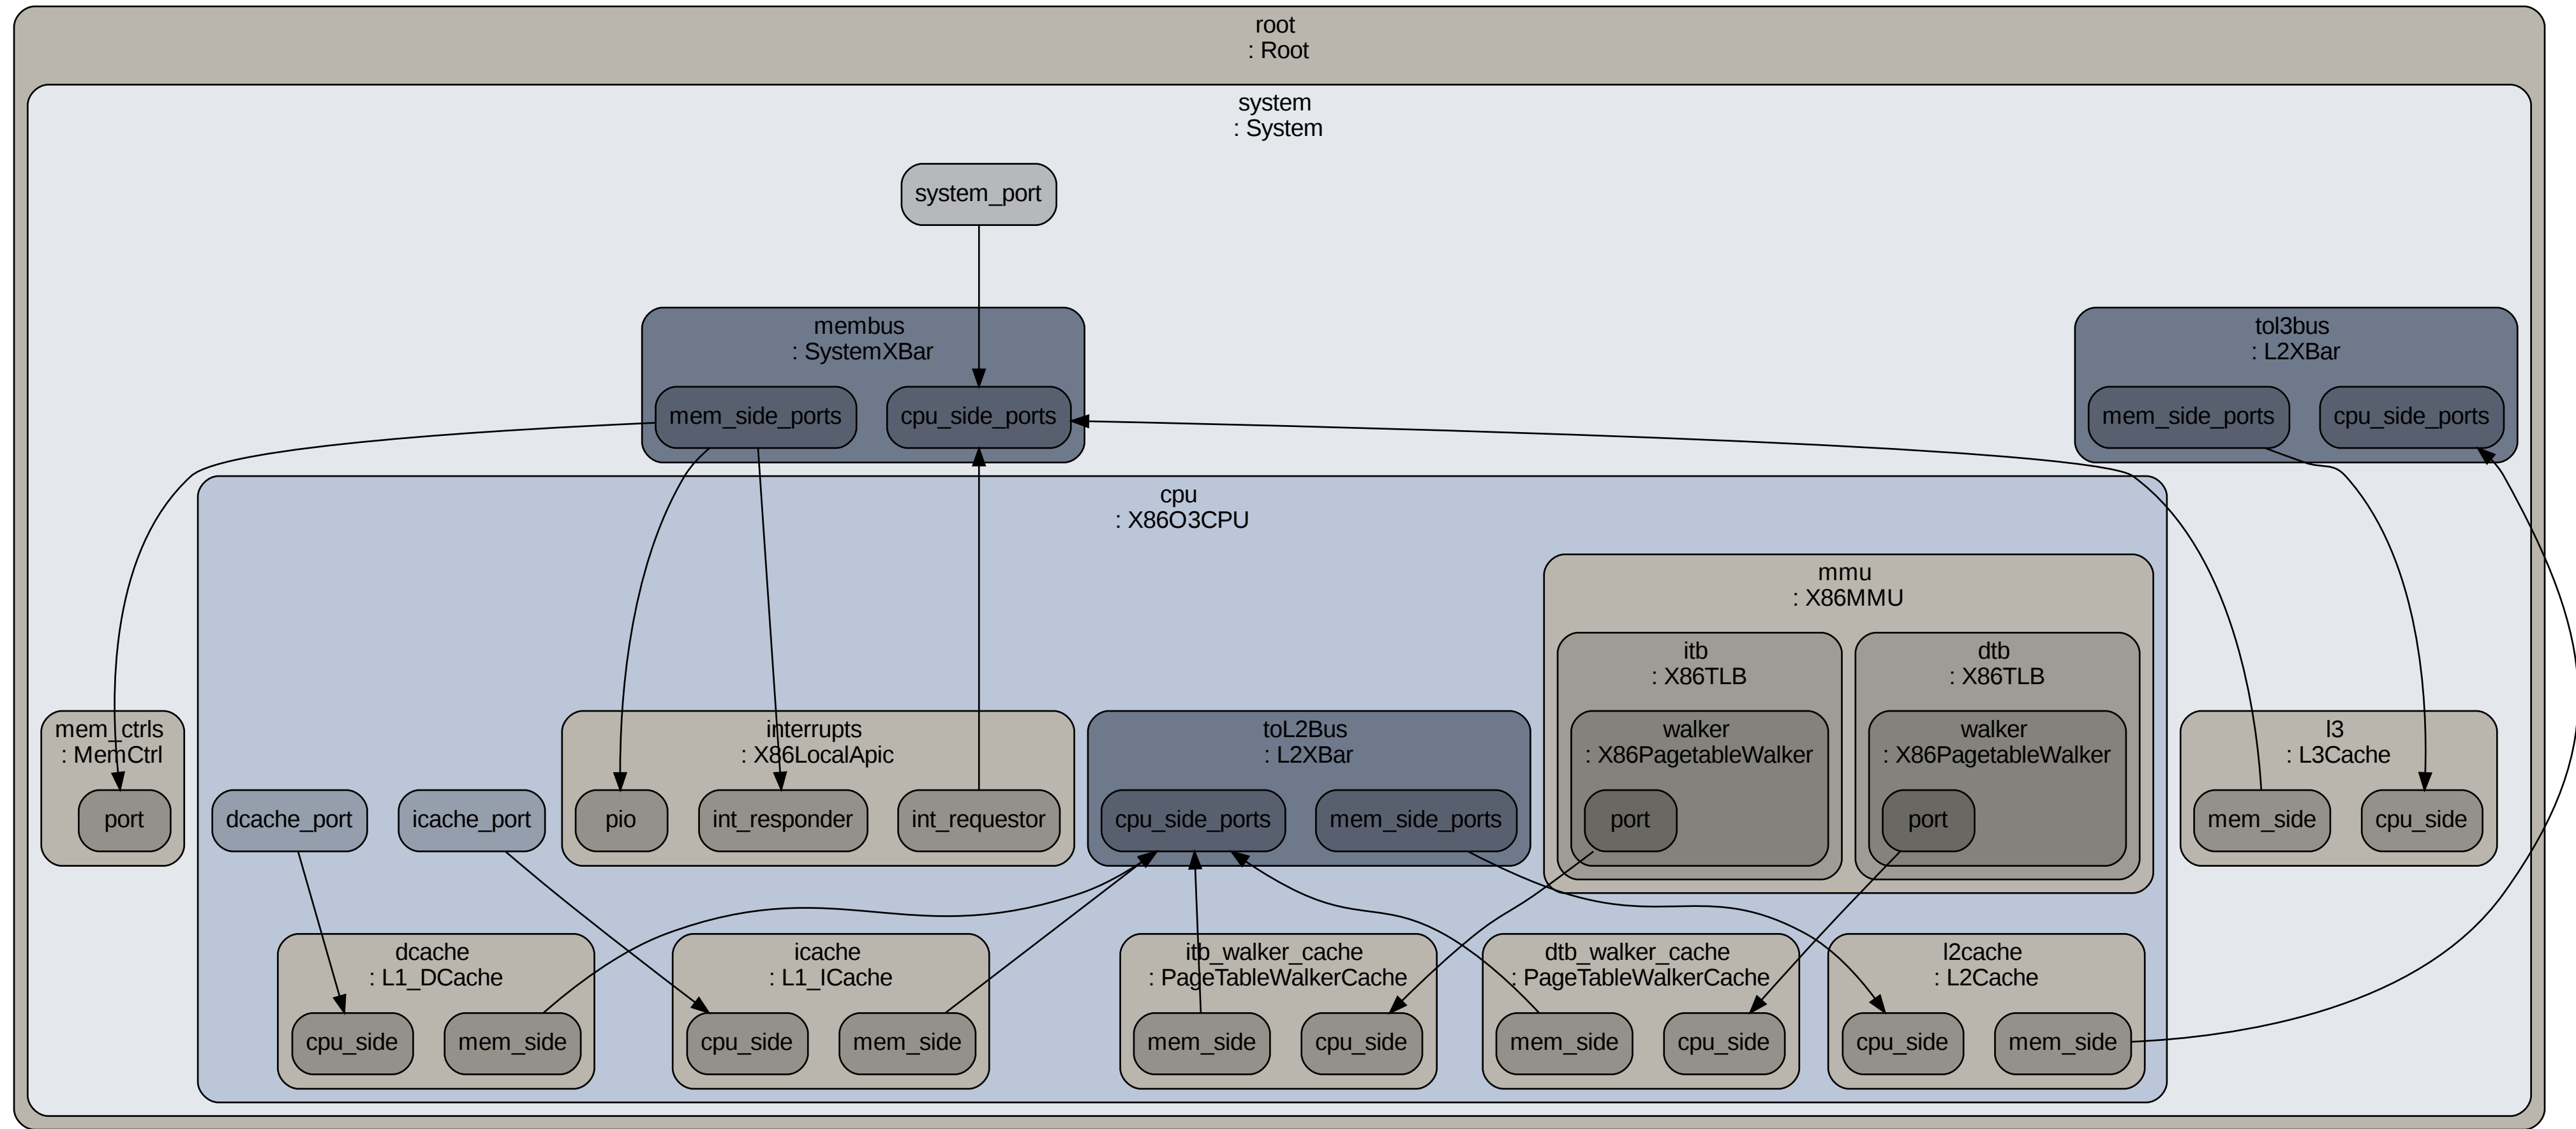 root
: Root
system
: System
system_port
membus
: SystemXBar
mem_side_ports
cpu_side_ports
tol3bus
: L2XBar
mem_side_ports
cpu_side_ports
cpu
: X86O3CPU
mmu
: X86MMU
itb
: X86TLB
dtb
: X86TLB
mem_ctrls
: MemCtrl
port
dcache_port
icache_port
interrupts
: X86LocalApic
pio
int_responder
int_requestor
toL2Bus
: L2XBar
cpu_side_ports
mem_side_ports
walker
: X86PagetableWalker
port
walker
: X86PagetableWalker
port
l3
: L3Cache
mem_side
cpu_side
dcache
: L1_DCache
cpu_side
mem_side
icache
: L1_ICache
cpu_side
mem_side
itb_walker_cache
: PageTableWalkerCache
mem_side
cpu_side
dtb_walker_cache
: PageTableWalkerCache
mem_side
cpu_side
l2cache
: L2Cache
cpu_side
mem_side